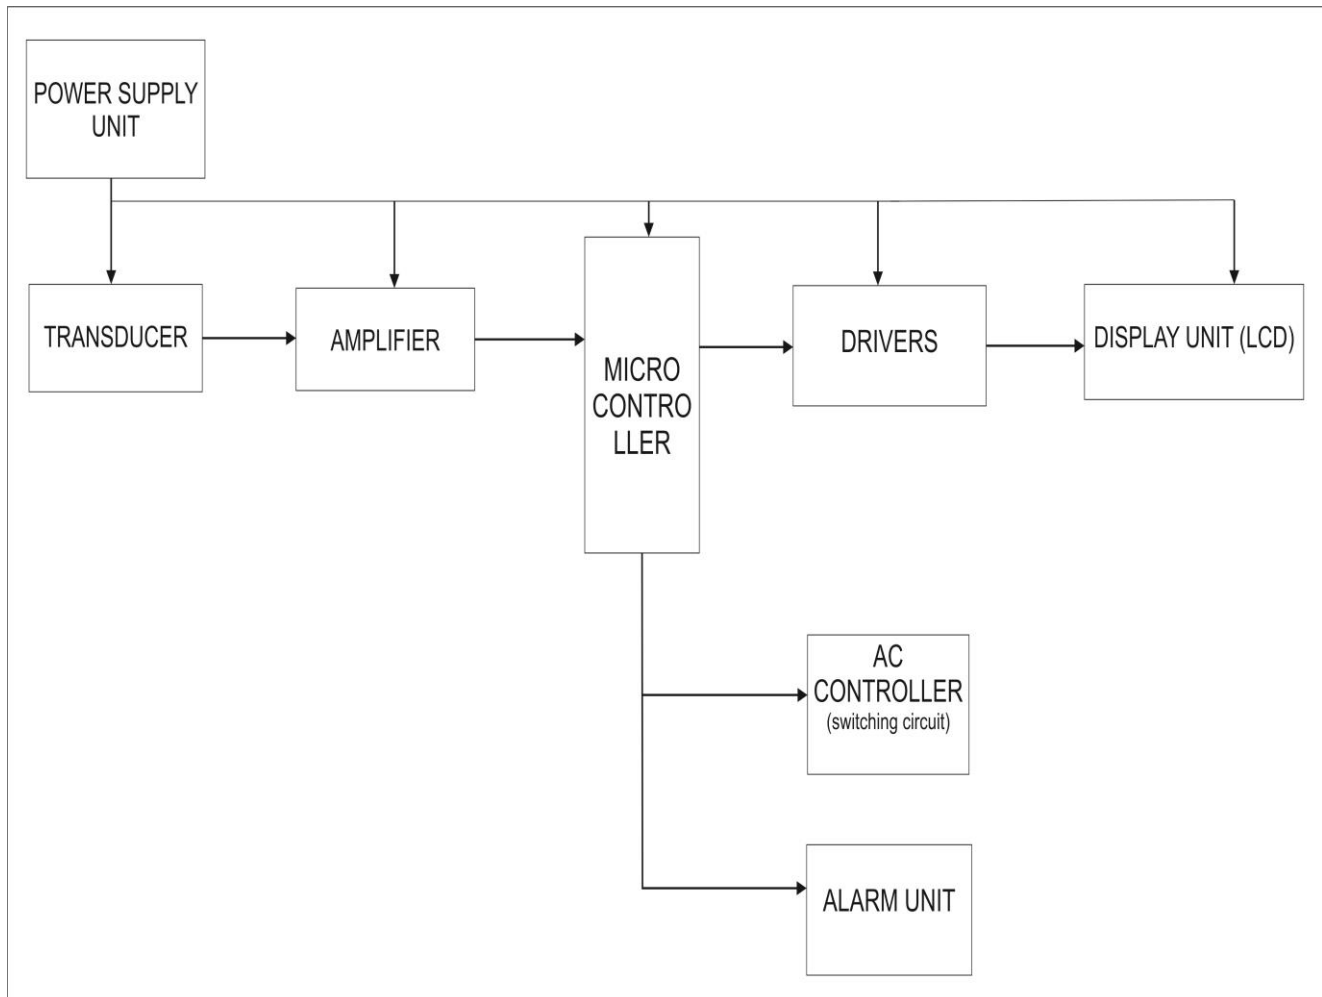 POWER SUPPLY
UNIT
TRANSDUCER
AMPLIFIER
MICRO
CONTRO
LLER
DRIVERS
DISPLAY UNIT (LCD)
AC
CONTROLLER
(switching circuit)
ALARM UNIT